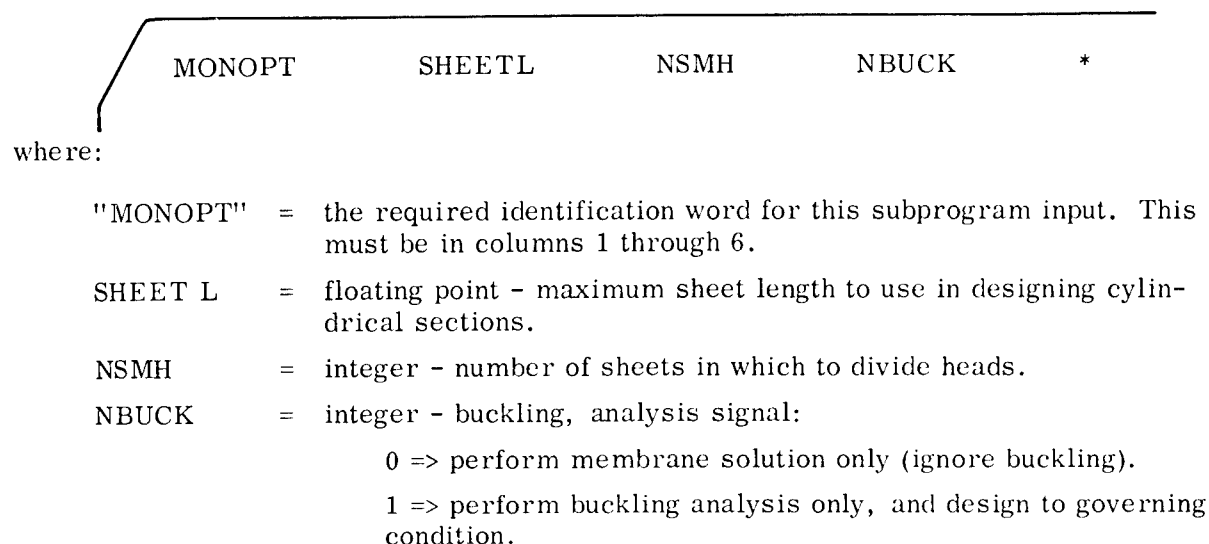 MONOPT SHEETL NSMH NBUCK *
where:
"MONOPT" = the required identification word for this subprogram input. This
must be in columns 1 through 6.
SHEET L = floating point - maximum sheet length to use in designing cylin-
drical sections.
NSMH = integer - number of sheets in which to divide heads.
NBUCK = integer - buckling, analysis signal:
0 => perform membrane solution only (ignore buckling).
1 => perform buckling analysis only, and design to governing
condition.